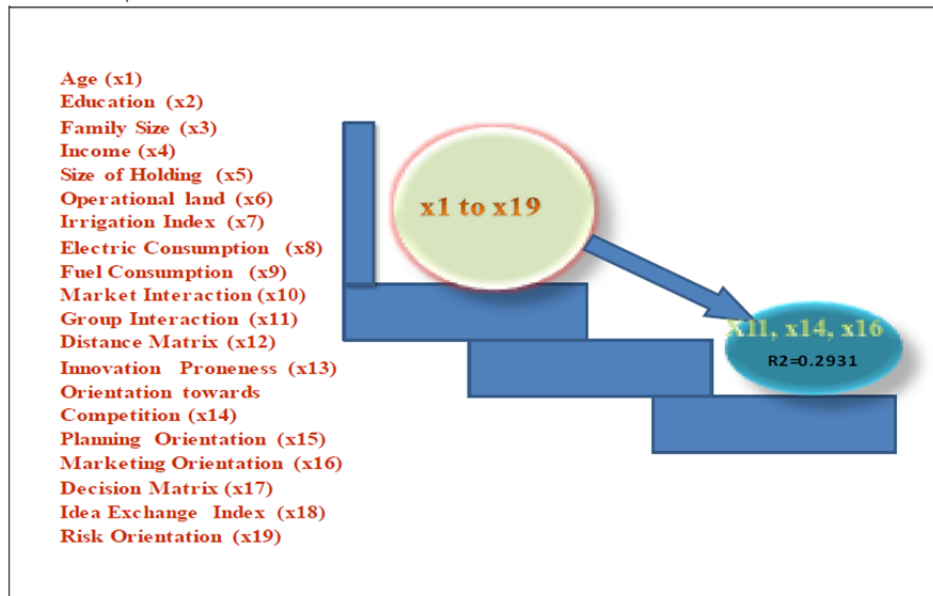 Age (x1)
Education (x2)
Family Size (x3)
Income (x4)
Size of Holding (x5)
Operational land (x6)
Irrigation Index (x7)
Electric Consumption (x8)
Fuel Consumption (x9)
Market Interaction (x10)
Group Interaction (x11)
Distance Matrix (x12)
Innovation Proneness (x13)
Orientation towards
Competition (x14)
Planning Orientation (x15)
Marketing Orientation (x16)
Decision Matrix (x17)
Idea Exchange Index (x18)
Risk Orientation (x19)
x1 to x19
X11, x14, x16
R2=0.2931